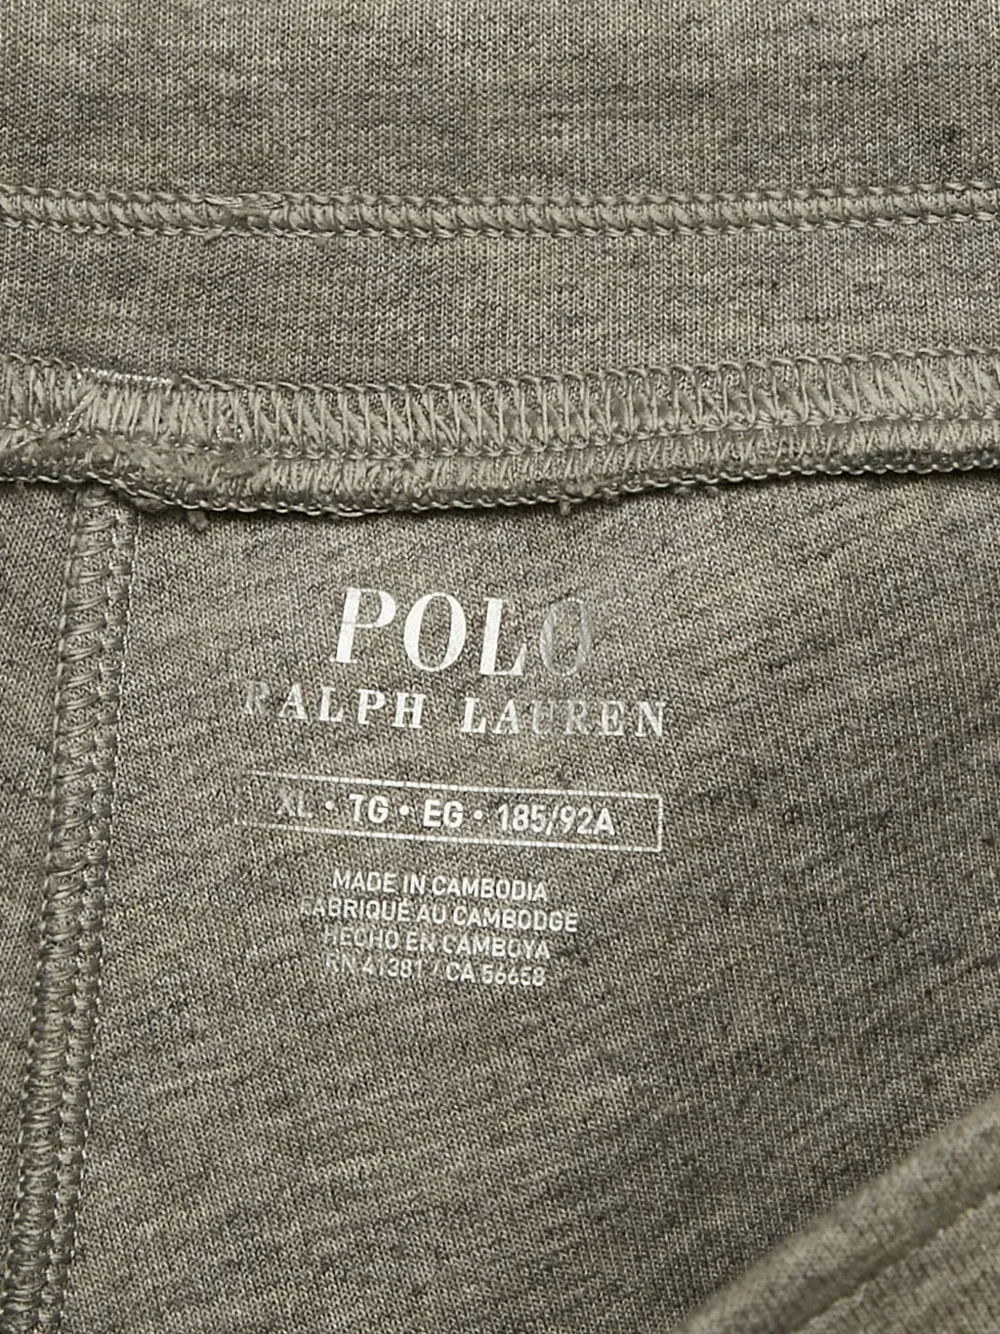 POLO
RALPH LAUREN
XL • TG • EG • 185/92A
MADE IN CAMBODIA
FABRIQUÉ AU CAMBODGE
HECHO EN CAMBOYA
RN 41381 / CA 56658